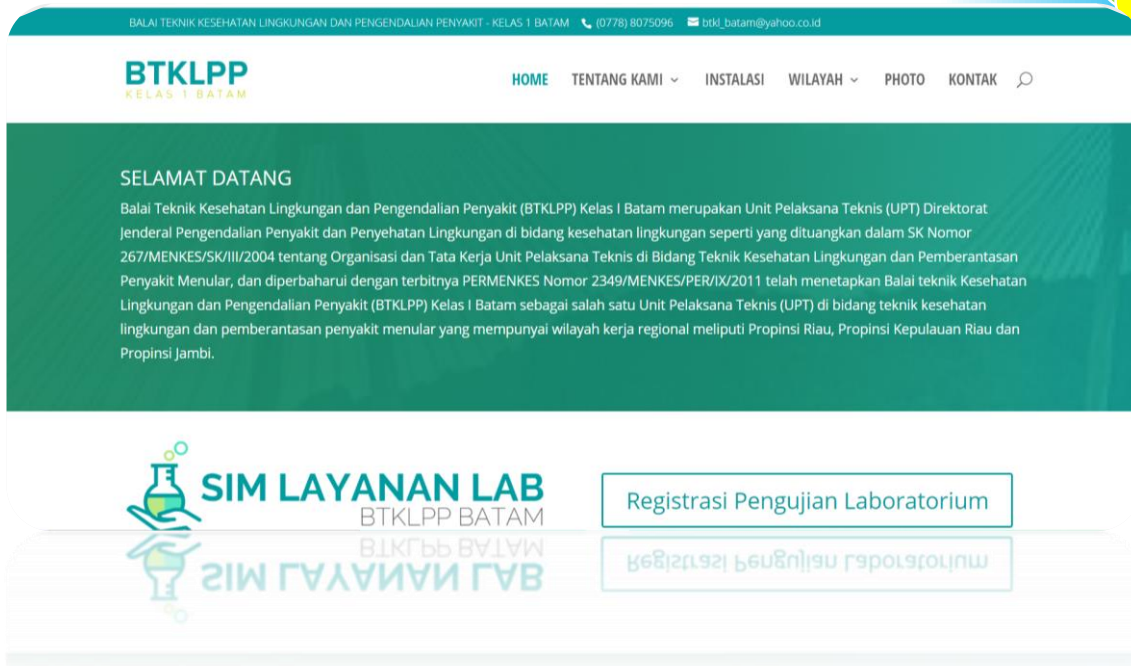 BALAI TEKNIK KESEHATAN LINGKUNGAN DAN PENGENDALIAN PENYAKIT - KELAS 1 BATAM (0778) 8075096 btkl_batam@yahoo.co.id
BTKLPP
KELAS 1 BATAM
HOME TENTANG KAMI INSTALASI WILAYAH PHOTO KONTAK
SELAMAT DATANG
Balai Teknik Kesehatan Lingkungan dan Pengendalian Penyakit (BTKLPP) Kelas I Batam merupakan Unit Pelaksana Teknis (UPT) Direktorat
Jenderal Pengendalian Penyakit dan Penyehatan Lingkungan di bidang kesehatan lingkungan seperti yang dituangkan dalam SK Nomor
267/MENKES/SK/III/2004 tentang Organisasi dan Tata Kerja Unit Pelaksana Teknis di Bidang Teknik Kesehatan Lingkungan dan Pemberantasan
Penyakit Menular, dan diperbaharui dengan terbitnya PERMENKES Nomor 2349/MENKES/PER/IX/2011 telah menetapkan Balai teknik Kesehatan
Lingkungan dan Pengendalian Penyakit (BTKLPP) Kelas I Batam sebagai salah satu Unit Pelaksana Teknis (UPT) di bidang teknik kesehatan
lingkungan dan pemberantasan penyakit menular yang mempunyai wilayah kerja regional meliputi Propinsi Riau, Propinsi Kepulauan Riau dan
Propinsi Jambi.
SIM LAYANAN LAB
BTKLPP BATAM
Registrasi Pengujian Laboratorium